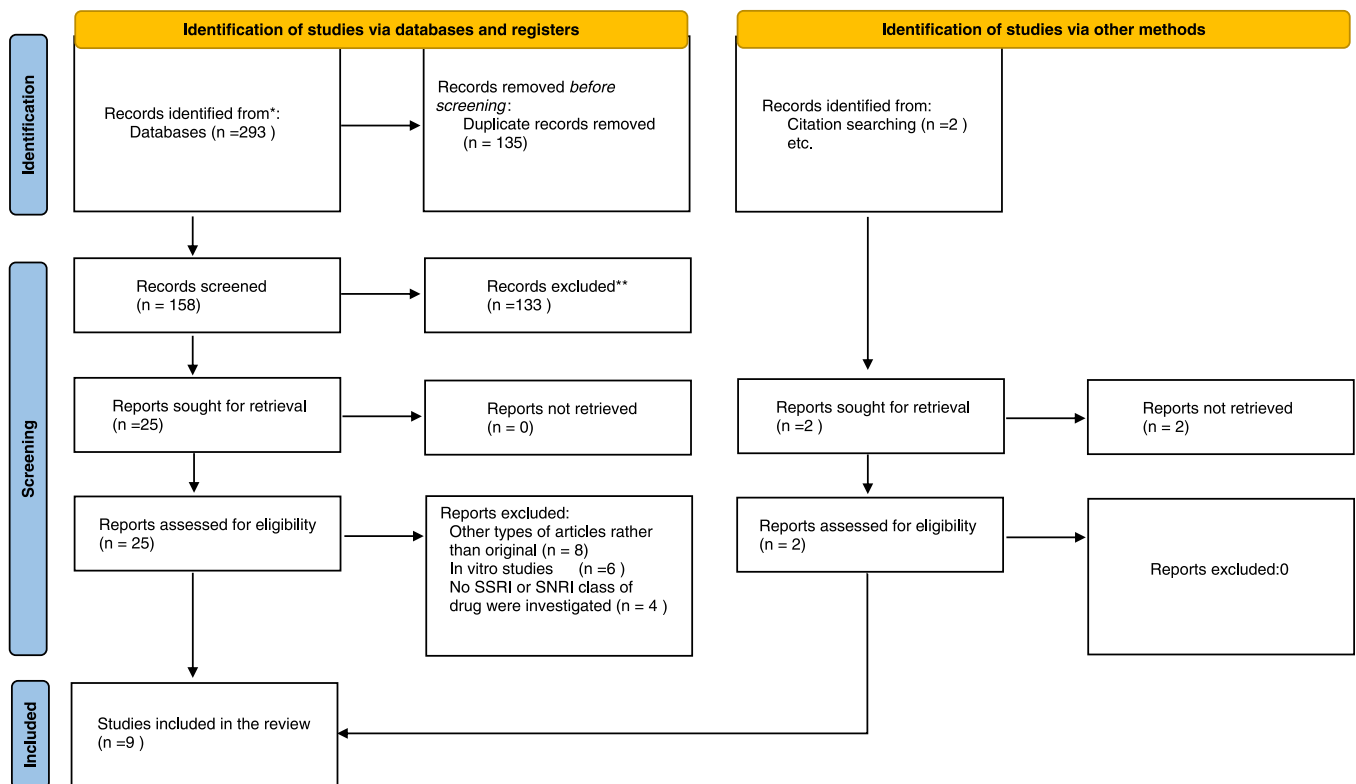 Identification of studies via databases and registers
Identification of studies via other methods
Identification
Records identified from*:
Databases (n =293 )
Records removed before
screening:
Duplicate records removed
(n = 135)
Records identified from:
Citation searching (n =2 )
etc.
Screening
Records screened
(n = 158)
Records excluded**
(n =133 )
Reports sought for retrieval
(n =25)
Reports not retrieved
(n = 0)
Reports sought for retrieval
(n =2 )
Reports not retrieved
(n = 2)
Reports assessed for eligibility
(n = 25)
Reports excluded:
Other types of articles rather
than original (n = 8)
In vitro studies (n =6 )
No SSRI or SNRI class of
drug were investigated (n = 4 )
Reports assessed for eligibility
(n = 2)
Reports excluded:0
Included
Studies included in the review
(n =9 )